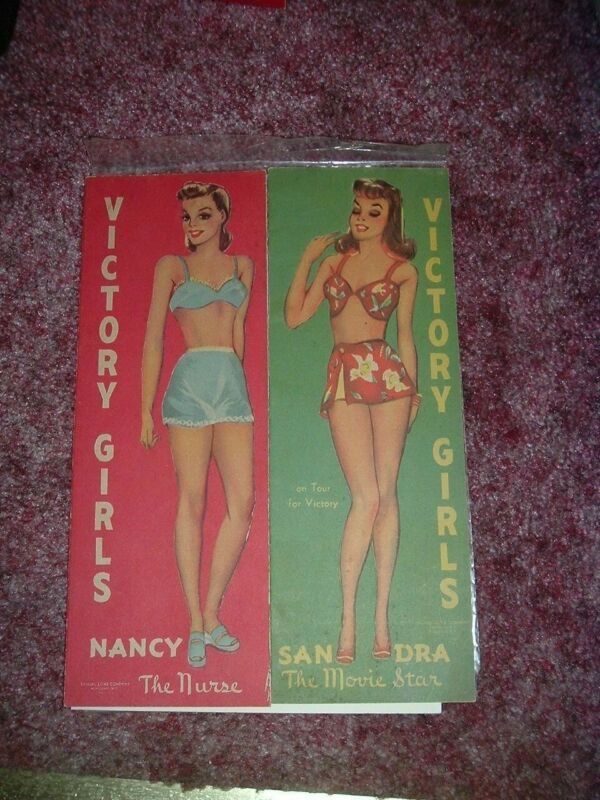 VICTORY GIRLS
NANCY
The Nurse
VICTORY GIRLS
on Tour
for Victory
SANDRA
The Movie Star